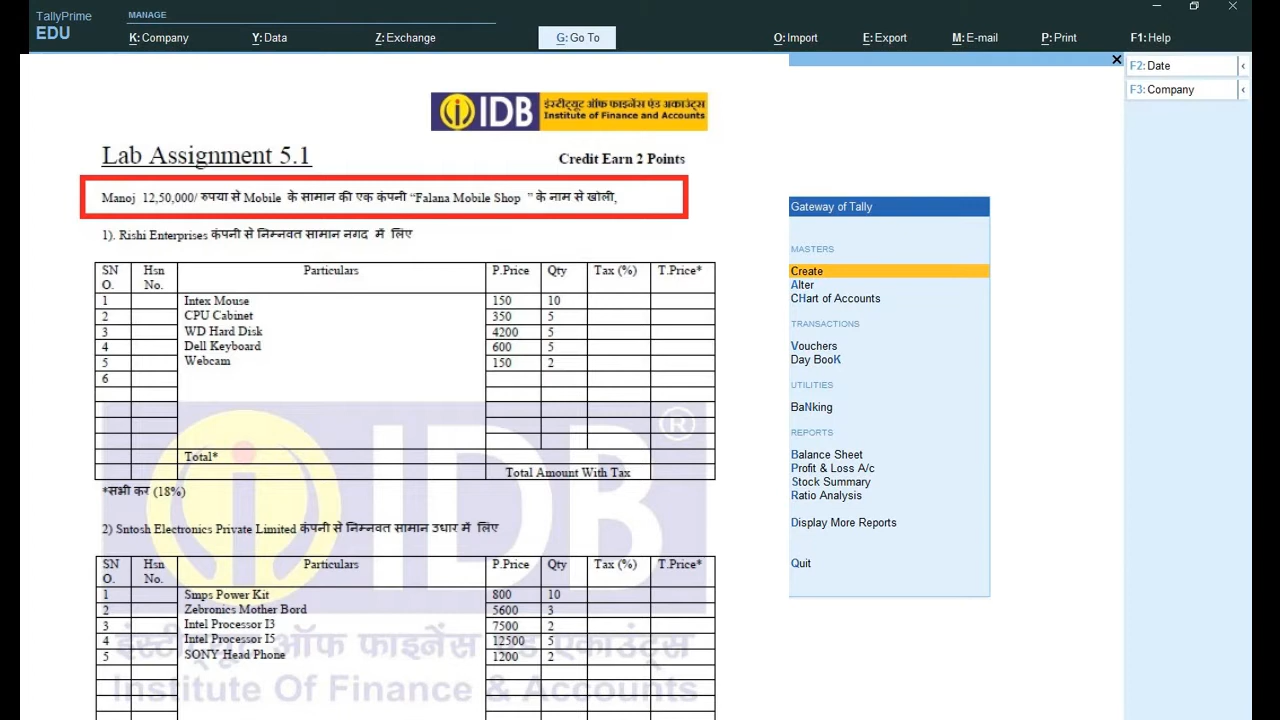 TallyPrime
EDU
MANAGE
K: Company
Y: Data
Z: Exchange
G: Go To
O: Import
E: Export
M: E-mail
P: Print
F1: Help
F2: Date
F3: Company
IDB
इंस्टीट्यूट ऑफ फाइनेंस एंड अकाउंट्स
Institute of Finance and Accounts
Lab Assignment 5.1
Credit Earn 2 Points
Manoj 12,50,000/ रुपया से Mobile के सामान की एक कंपनी “Falana Mobile Shop ” के नाम से खोली,
1). Rishi Enterprises कंपनी से निम्नवत सामान नगद में लिए
SN O. Hsn No. Particulars P.Price Qty Tax (%) T.Price*
1 Intex Mouse 150 10
2 CPU Cabinet 350 5
3 WD Hard Disk 4200 5
4 Dell Keyboard 600 5
5 Webcam 150 2
6
Total*
Total Amount With Tax
*सभी कर (18%)
2) Sntosh Electronics Private Limited कंपनी से निम्नवत सामान उधार में लिए
SN O. Hsn No. Particulars P.Price Qty Tax (%) T.Price*
1 Smps Power Kit 800 10
2 Zebronics Mother Bord 5600 3
3 Intel Processor I3 7500 2
4 Intel Processor I5 12500 5
5 SONY Head Phone 1200 2
IDB ®
इंस्टीट्यूट ऑफ फाइनेंस एंड अकाउंट्स
Institute Of Finance & Accounts
Gateway of Tally
MASTERS
Create
Alter
CHart of Accounts
TRANSACTIONS
Vouchers
Day BooK
UTILITIES
BaNking
REPORTS
Balance Sheet
Profit & Loss A/c
Stock Summary
Ratio Analysis
Display More Reports
Quit